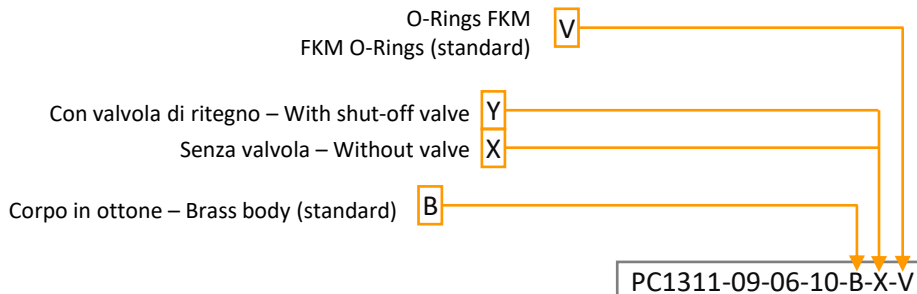 O-Rings FKM
FKM O-Rings (standard) V
Con valvola di ritegno – With shut-off valve Y
Senza valvola – Without valve X
Corpo in ottone – Brass body (standard) B
PC1311-09-06-10-B-X-V